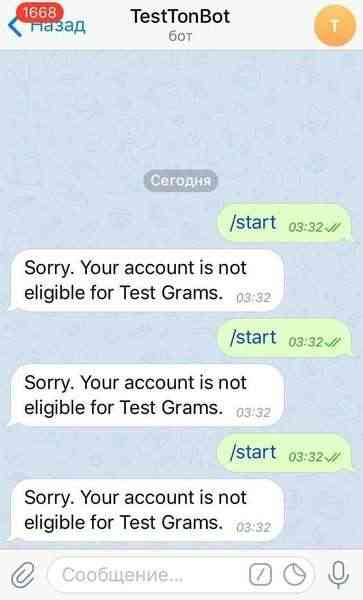 1668
Назад
TestTonBot
бот
T
Сегодня
/start 03:32
Sorry. Your account is not
eligible for Test Grams. 03:32
/start 03:32
Sorry. Your account is not
eligible for Test Grams. 03:32
/start 03:32
Sorry. Your account is not
eligible for Test Grams. 03:32
Сообщение...